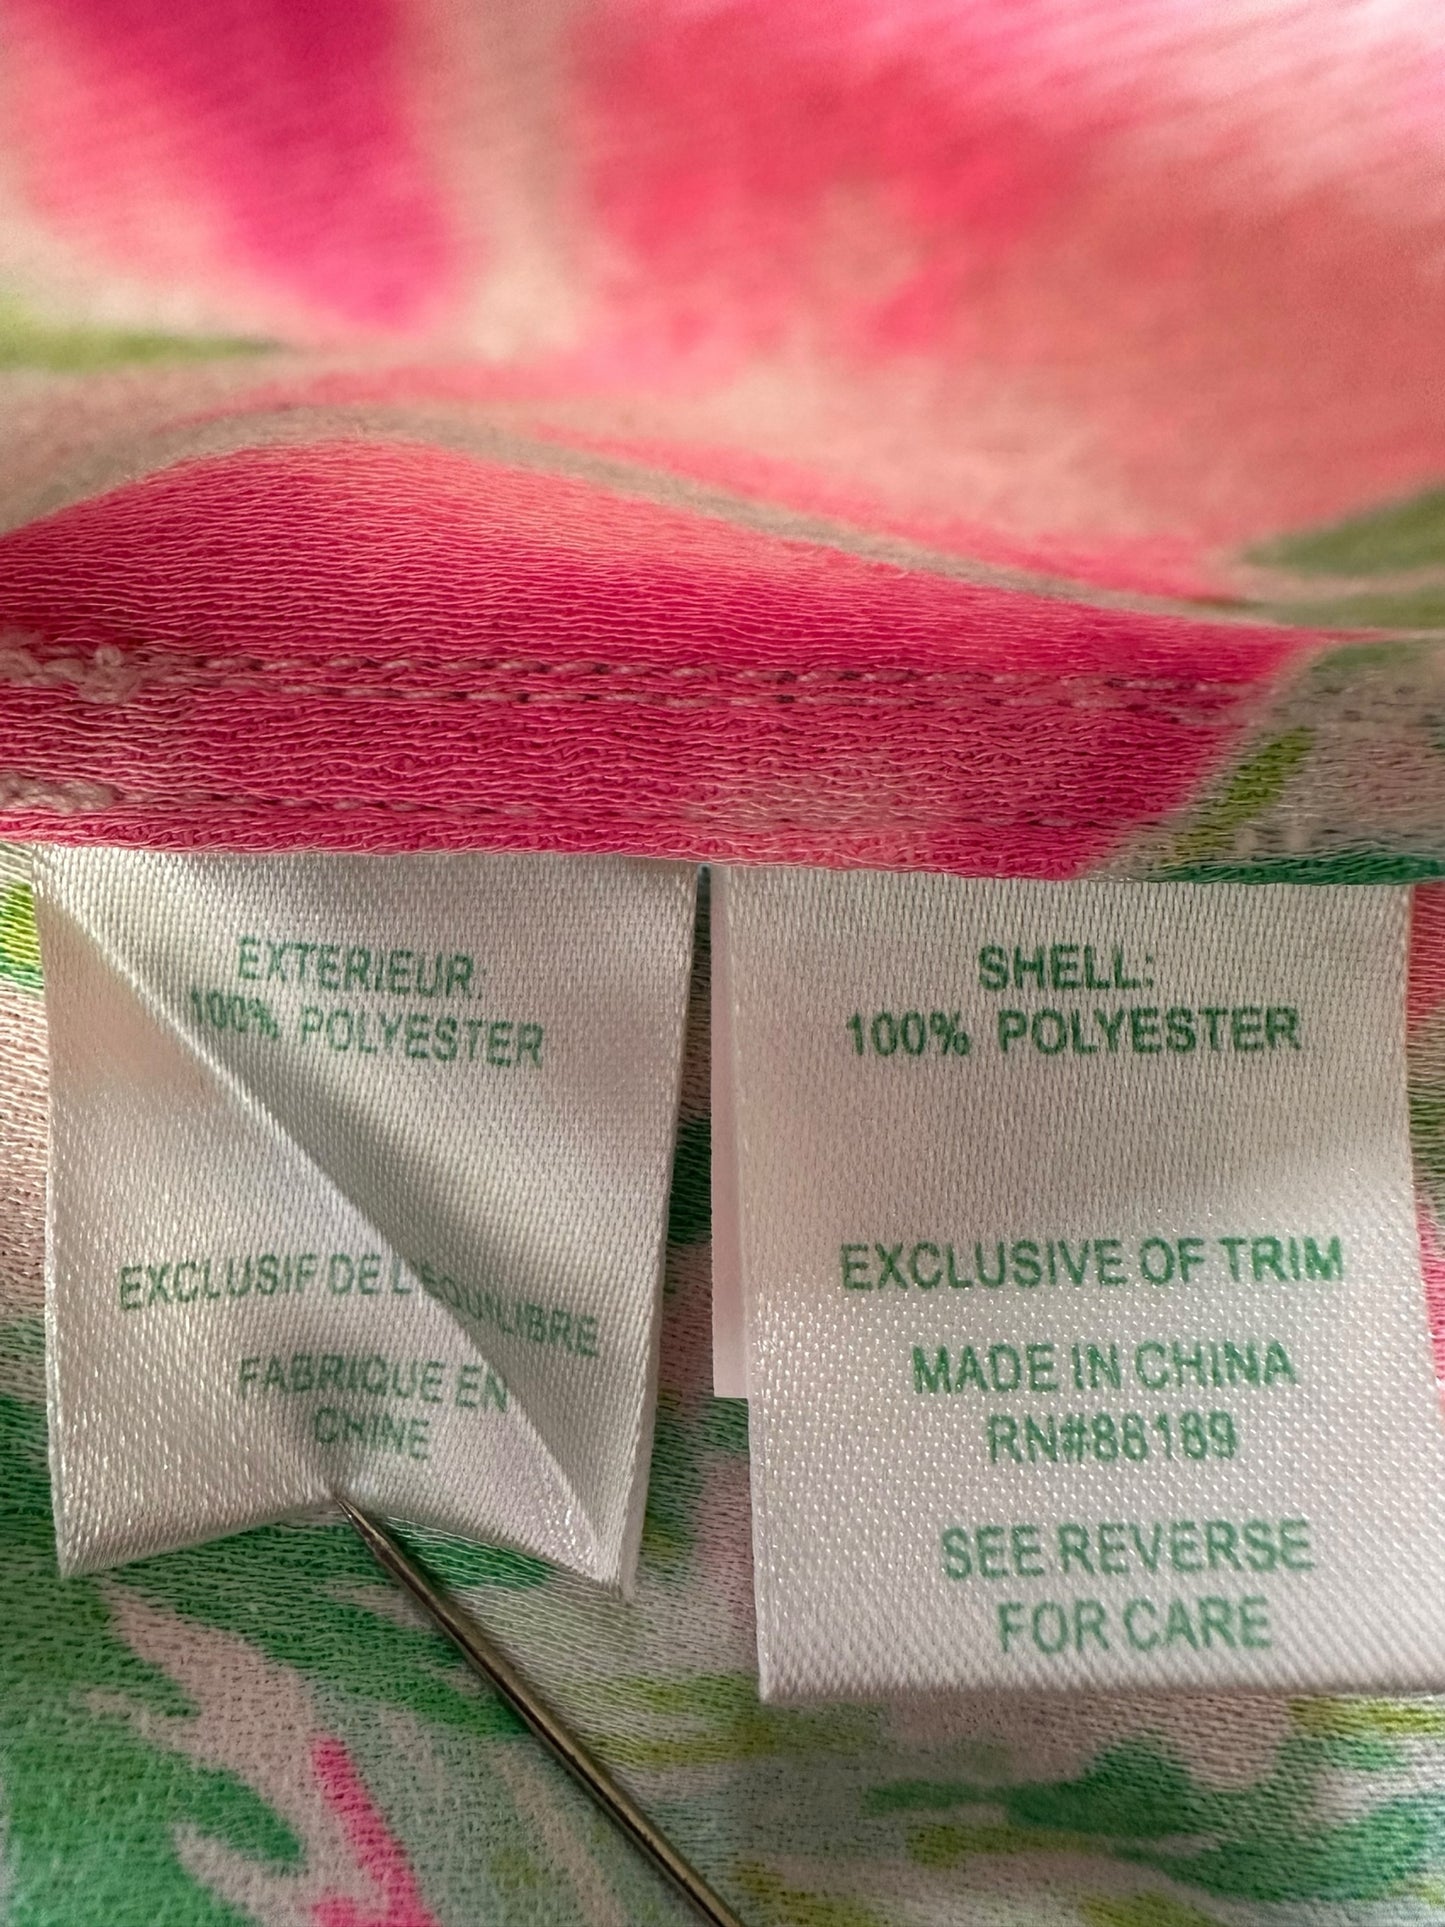 EXTERIEUR:
100% POLYESTER
EXCLUSIF DE L'EQUILIBRE
FABRIQUE EN
CHINE
SHELL:
100% POLYESTER
EXCLUSIVE OF TRIM
MADE IN CHINA
RN#88189
SEE REVERSE
FOR CARE